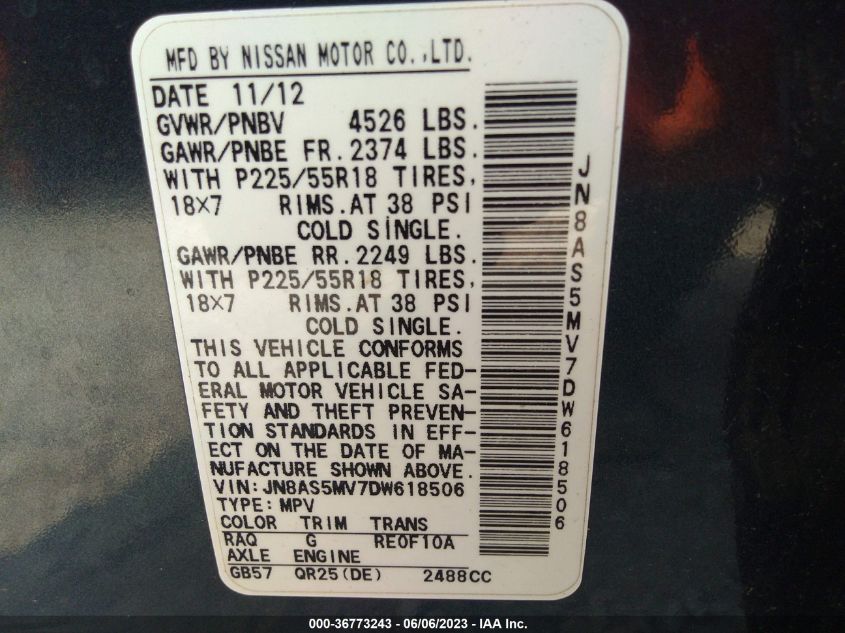 MFD BY NISSAN MOTOR CO.,LTD.
DATE 11/12
GVWR/PNBV 4526 LBS.
GAWR/PNBE FR.2374 LBS.
WITH P225/55R18 TIRES,
18×7 RIMS.AT 38 PSI
COLD SINGLE.
GAWR/PNBE RR.2249 LBS.
WITH P225/55R18 TIRES,
18×7 RIMS.AT 38 PSI
COLD SINGLE.
THIS VEHICLE CONFORMS
TO ALL APPLICABLE FED-
ERAL MOTOR VEHICLE SA-
FETY AND THEFT PREVEN-
TION STANDARDS IN EFF-
ECT ON THE DATE OF MA-
NUFACTURE SHOWN ABOVE.
VIN:JN8AS5MV7DW618506
TYPE:MPV
COLOR TRIM TRANS
RAQ G RE0F10A
AXLE ENGINE
GB57 QR25(DE) 2488CC
JN8AS5MV7DW618506
000-36773243 - 06/06/2023 - IAA Inc.